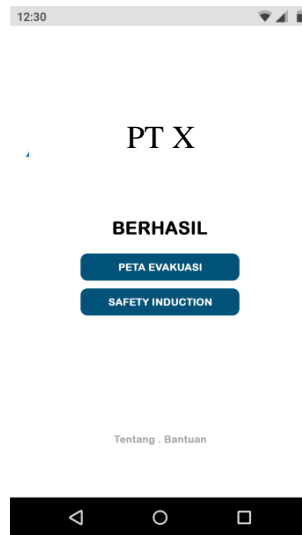 12:30
PT X
BERHASIL
PETA EVAKUASI
SAFETY INDUCTION
Tentang . Bantuan